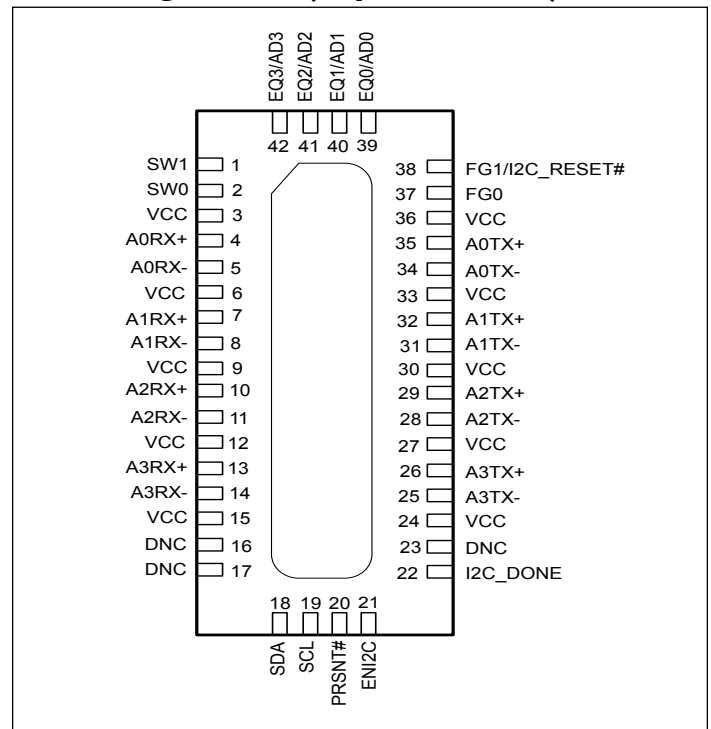 EQ3/AD3 EQ2/AD2 EQ1/AD1 EQ0/AD0
42 41 40 39
SW1 1 38 FG1/I2C_RESET#
SW0 2 37 FG0
VCC 3 36 VCC
A0RX+ 4 35 A0TX+
A0RX- 5 34 A0TX-
VCC 6 33 VCC
A1RX+ 7 32 A1TX+
A1RX- 8 31 A1TX-
VCC 9 30 VCC
A2RX+ 10 29 A2TX+
A2RX- 11 28 A2TX-
VCC 12 27 VCC
A3RX+ 13 26 A3TX+
A3RX- 14 25 A3TX-
VCC 15 24 VCC
DNC 16 23 DNC
DNC 17 22 I2C_DONE
18 19 20 21
SDA SCL PRSNT# ENI2C